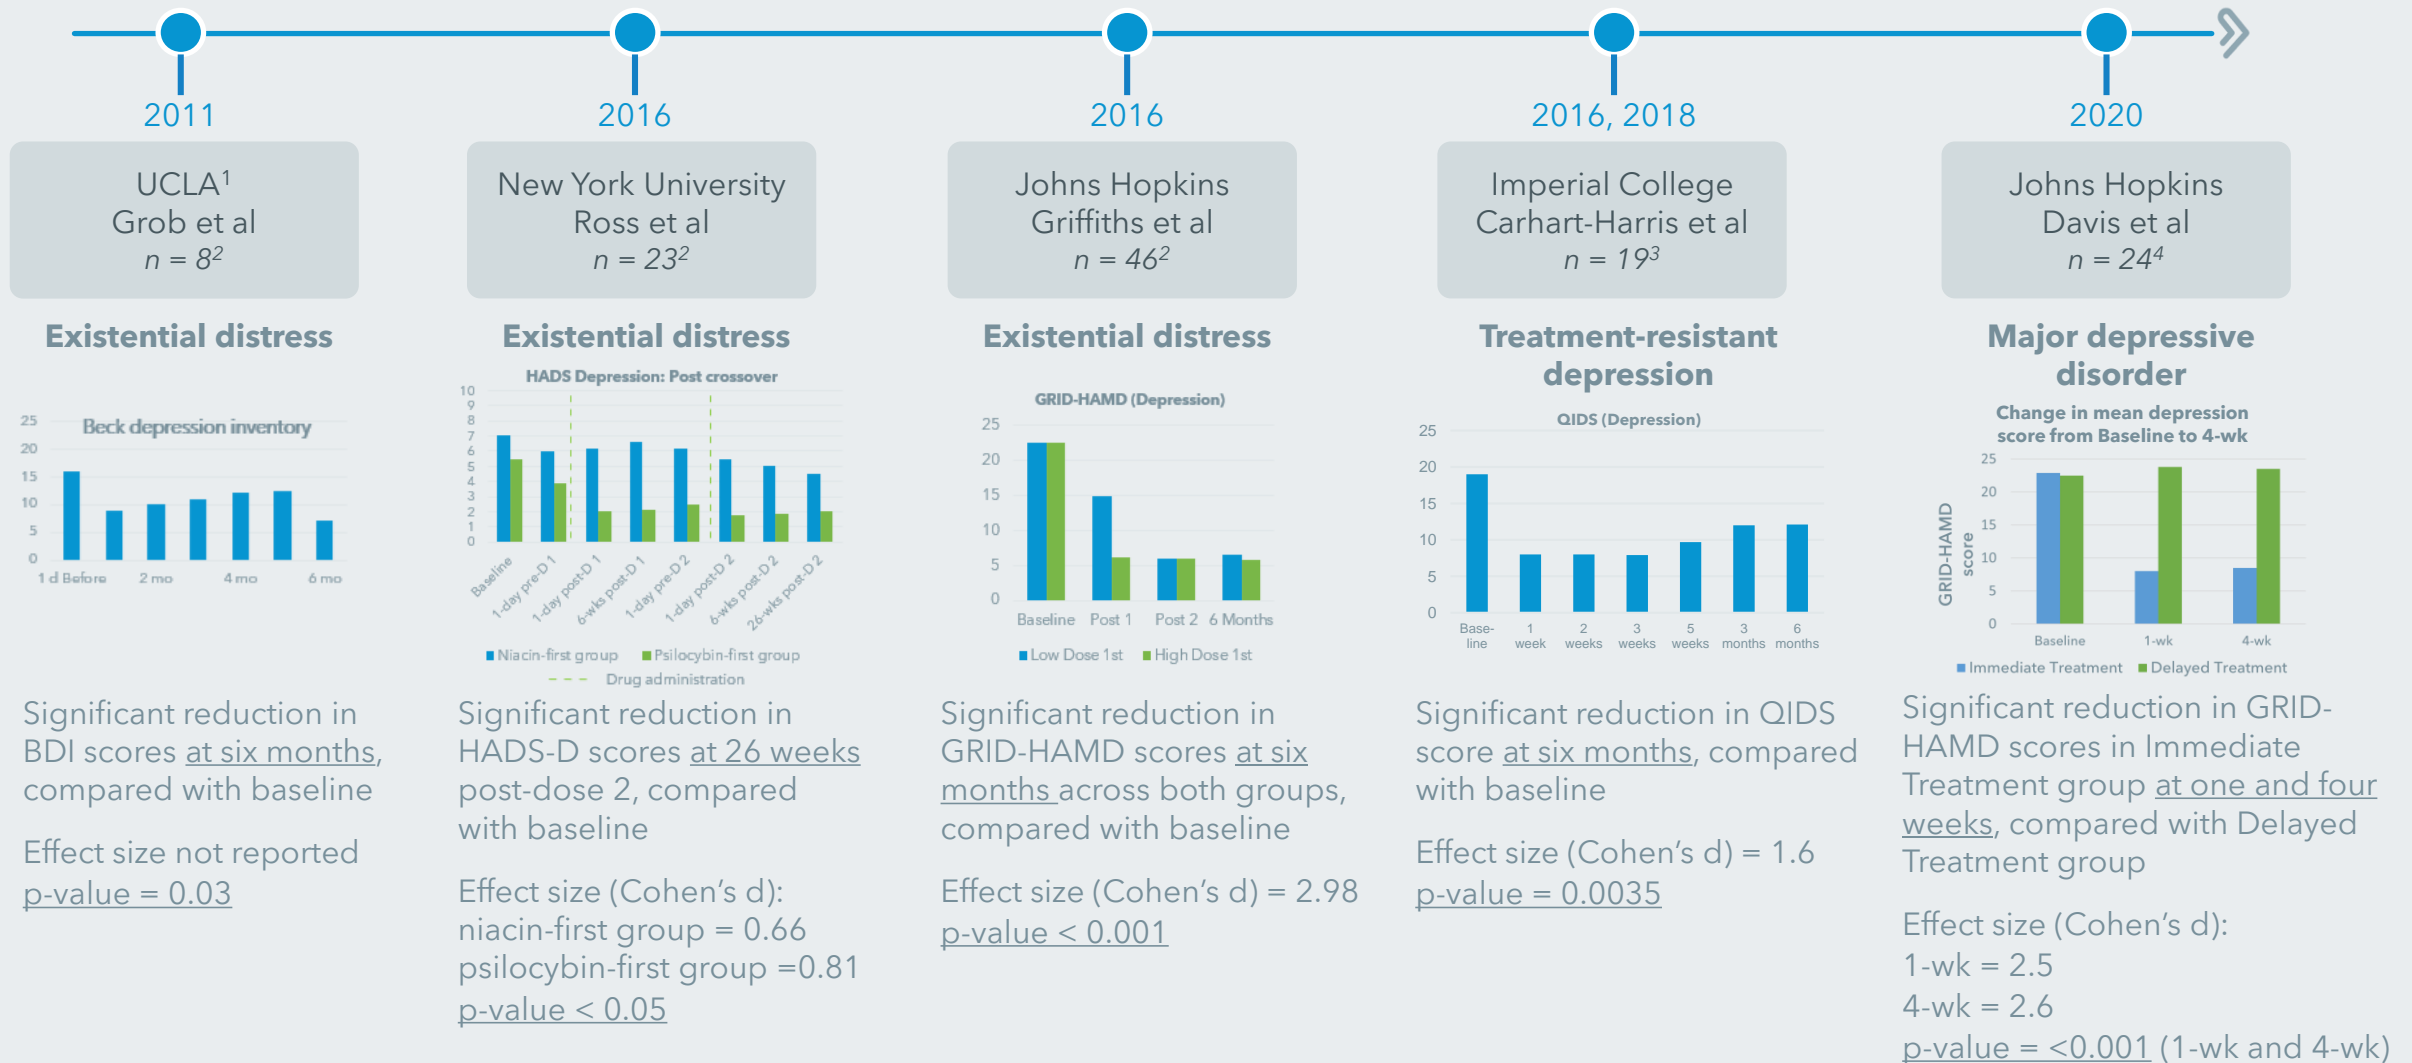 2011
UCLA1
Grob et al
n = 82
Existential distress
Beck depression inventory
25
20
15
10
5
0
1 d Before
2 mo
4 mo
6 mo
Significant reduction in
BDI scores at six months,
compared with baseline
Effect size not reported
p-value = 0.03
2016
New York University
Ross et al
n = 232
Existential distress
HADS Depression: Post crossover
10
9
8
7
6
5
4
3
2
1
0
Baseline
1-day pre-D 1
1-day post-D 1
6-wks post-D 1
1-day pre-D 2
1-day post-D 2
6-wks post-D 2
26-wks post-D 2
Niacin-first group
Psilocybin-first group
Drug administration
Significant reduction in
HADS-D scores at 26 weeks
post-dose 2, compared
with baseline
Effect size (Cohen’s d):
niacin-first group = 0.66
psilocybin-first group =0.81
p-value < 0.05
2016
Johns Hopkins
Griffiths et al
n = 462
Existential distress
GRID-HAMD (Depression)
25
20
15
10
5
0
Baseline
Post 1
Post 2
6 Months
Low Dose 1st
High Dose 1st
Significant reduction in
GRID-HAMD scores at six
months across both groups,
compared with baseline
Effect size (Cohen’s d) = 2.98
p-value < 0.001
2016, 2018
Imperial College
Carhart-Harris et al
n = 193
Treatment-resistant
depression
QIDS (Depression)
25
20
15
10
5
0
Base-
line
1
week
2
weeks
3
weeks
5
weeks
3
months
6
months
Significant reduction in QIDS
score at six months, compared
with baseline
Effect size (Cohen’s d) = 1.6
p-value = 0.0035
2020
Johns Hopkins
Davis et al
n = 244
Major depressive
disorder
Change in mean depression
score from Baseline to 4-wk
GRID-HAMD
score
25
20
15
10
5
0
Baseline
1-wk
4-wk
Immediate Treatment
Delayed Treatment
Significant reduction in GRID-
HAMD scores in Immediate
Treatment group at one and four
weeks, compared with Delayed
Treatment group
Effect size (Cohen’s d):
1-wk = 2.5
4-wk = 2.6
p-value = <0.001 (1-wk and 4-wk)